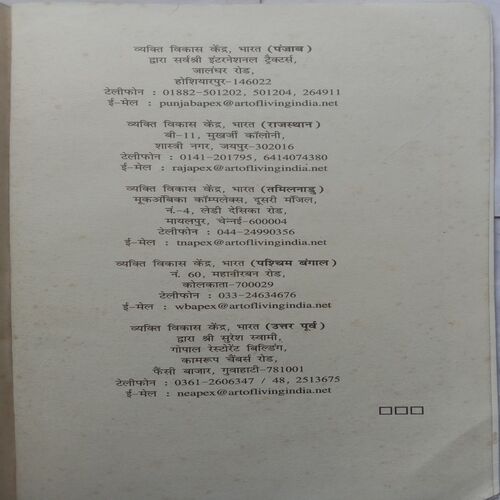 व्यक्ति विकास केंद्र, भारत (पंजाब)
द्वारा सर्वश्री इंटरनेशनल ट्रैक्टर्स,
जालंधर रोड,
होशियारपुर-146022
टेलीफोन : 01882-501202, 501204, 264911
ई-मेल : punjabapex@artoflivingindia.net
व्यक्ति विकास केंद्र, भारत (राजस्थान)
बी-11, मुखर्जी कॉलोनी,
शास्त्री नगर, जयपुर-302016
टेलीफोन : 0141-201795, 6414074380
ई-मेल : rajapex@artoflivingindia.net
व्यक्ति विकास केंद्र, भारत (तमिलनाडु)
मूकअंबिका कॉम्पलेक्स, दूसरी मंजिल,
नं.-4, लेडी देसिका रोड,
मायलपुर, चेन्नई-600004
टेलीफोन : 044-24990356
ई-मेल : tnapex@artoflivingindia.net
व्यक्ति विकास केंद्र, भारत (पश्चिम बंगाल)
नं. 60, महानीरबन रोड,
कोलकाता-700029
टेलीफोन : 033-24634676
ई-मेल : wbapex@artoflivingindia.net
व्यक्ति विकास केंद्र, भारत (उत्तर पूर्व)
द्वारा श्री सुरेश स्वामी,
गोपाल रेस्टोरेंट बिल्डिंग,
कामरूप चैंबर्स रोड,
फैंसी बाजार, गुवाहाटी-781001
टेलीफोन : 0361-2606347 / 48, 2513675
ई-मेल : neapex@artoflivingindia.net